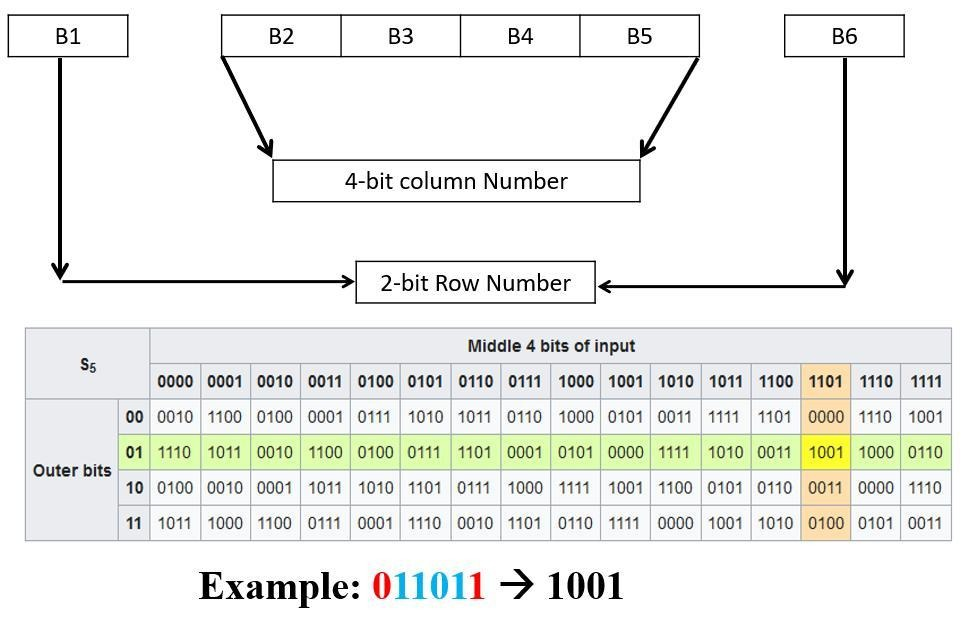 B1 B2 B3 B4 B5 B6
4-bit column Number
2-bit Row Number
S5 Middle 4 bits of input
0000 0001 0010 0011 0100 0101 0110 0111 1000 1001 1010 1011 1100 1101 1110 1111
Outer bits
00 0010 1100 0100 0001 0111 1010 1011 0110 1000 0101 0011 1111 1101 0000 1110 1001
01 1110 1011 0010 1100 0100 0111 1101 0001 0101 0000 1111 1010 0011 1001 1000 0110
10 0100 0010 0001 1011 1010 1101 0111 1000 1111 1001 1100 0101 0110 0011 0000 1110
11 1011 1000 1100 0111 0001 1110 0010 1101 0110 1111 0000 1001 1010 0100 0101 0011
Example: 011011 → 1001